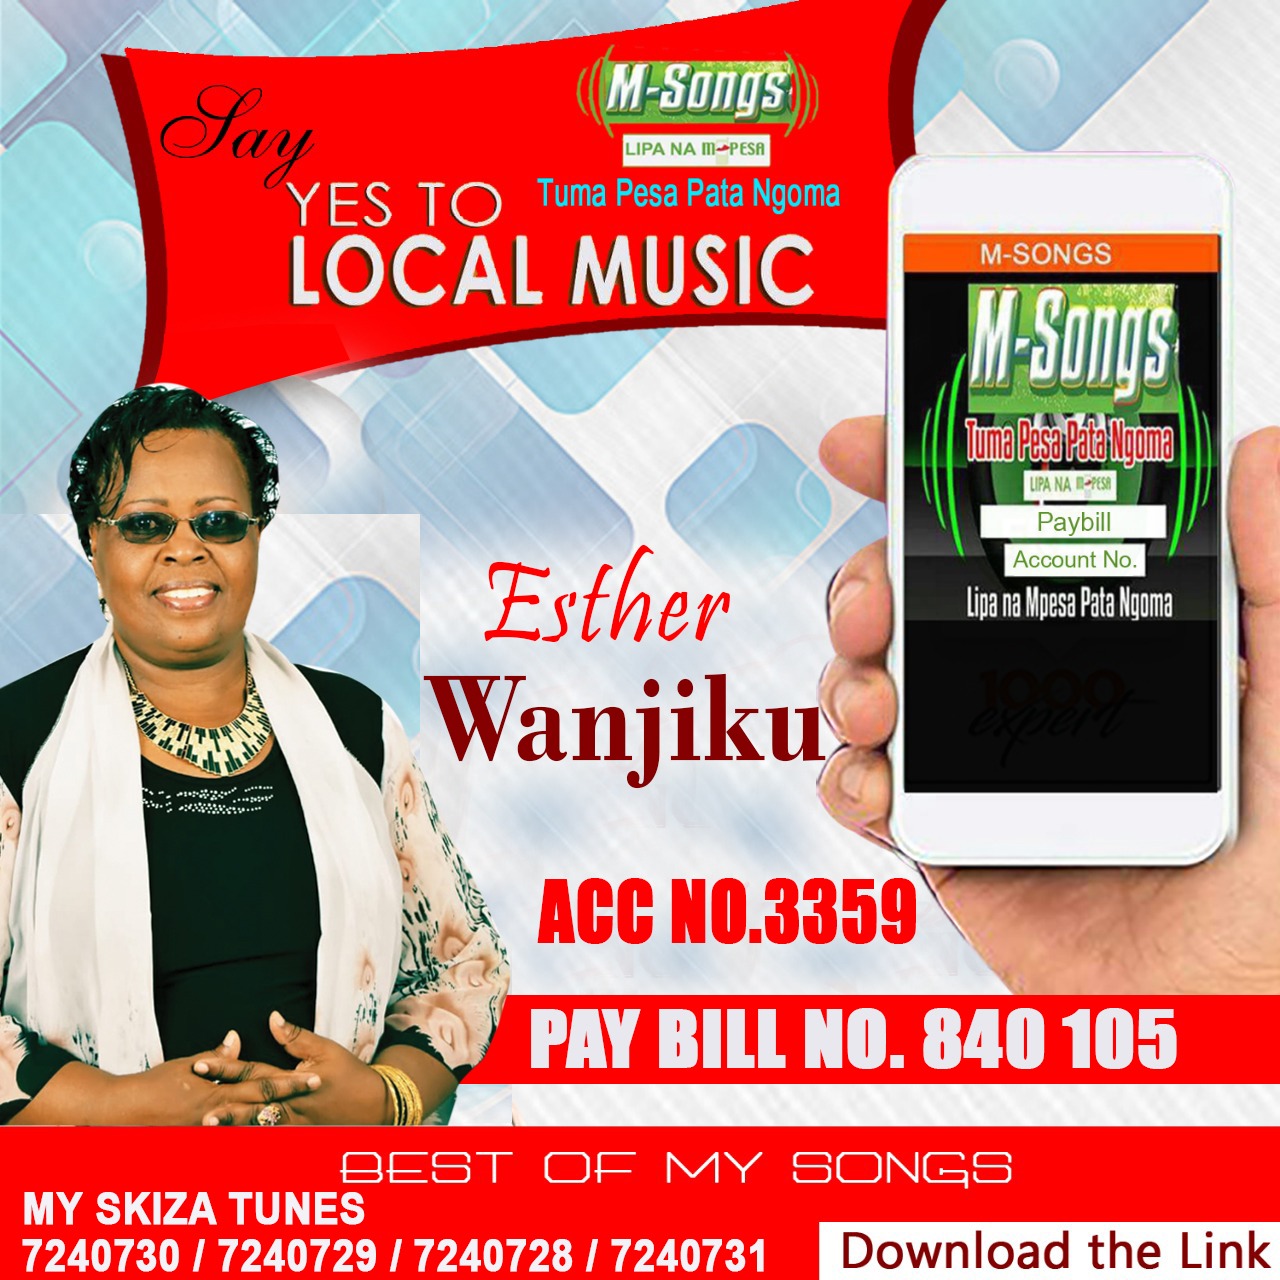 Say
YES TO
LOCAL MUSIC
M-Songs
LIPA NA M-PESA
Tuma Pesa Pata Ngoma
M-SONGS
M-Songs
Tuma Pesa Pata Ngoma
LIPA NA M-PESA
Paybill
Account No.
Lipa na Mpesa Pata Ngoma
1000
expert
Esther
Wanjiku
ACC NO.3359
PAY BILL NO. 840 105
BEST OF MY SONGS
MY SKIZA TUNES
7240730 / 7240729 / 7240728 / 7240731
Download the Link